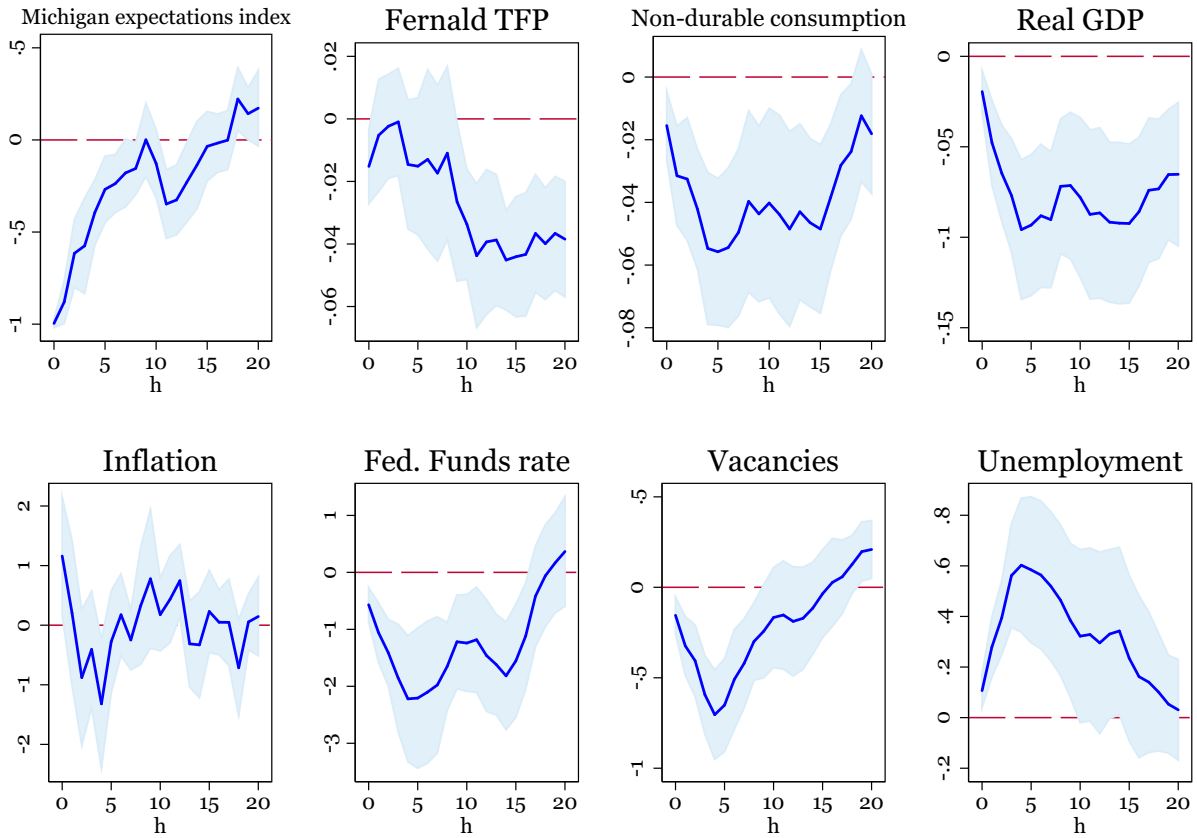 Michigan expectations index
.5
0
-.5
-1
0 5 10 15 20
h
Fernald TFP
.02
0
-.02
-.04
-.06
0 5 10 15 20
h
Non-durable consumption
0
-.02
-.04
-.06
-.08
0 5 10 15 20
h
Real GDP
0
-.05
-.1
-.15
0 5 10 15 20
h
Inflation
2
1
0
-1
-2
0 5 10 15 20
h
Fed. Funds rate
1
0
-1
-2
-3
0 5 10 15 20
h
Vacancies
.5
0
-.5
-1
0 5 10 15 20
h
Unemployment
.8
.6
.4
.2
0
-.2
0 5 10 15 20
h